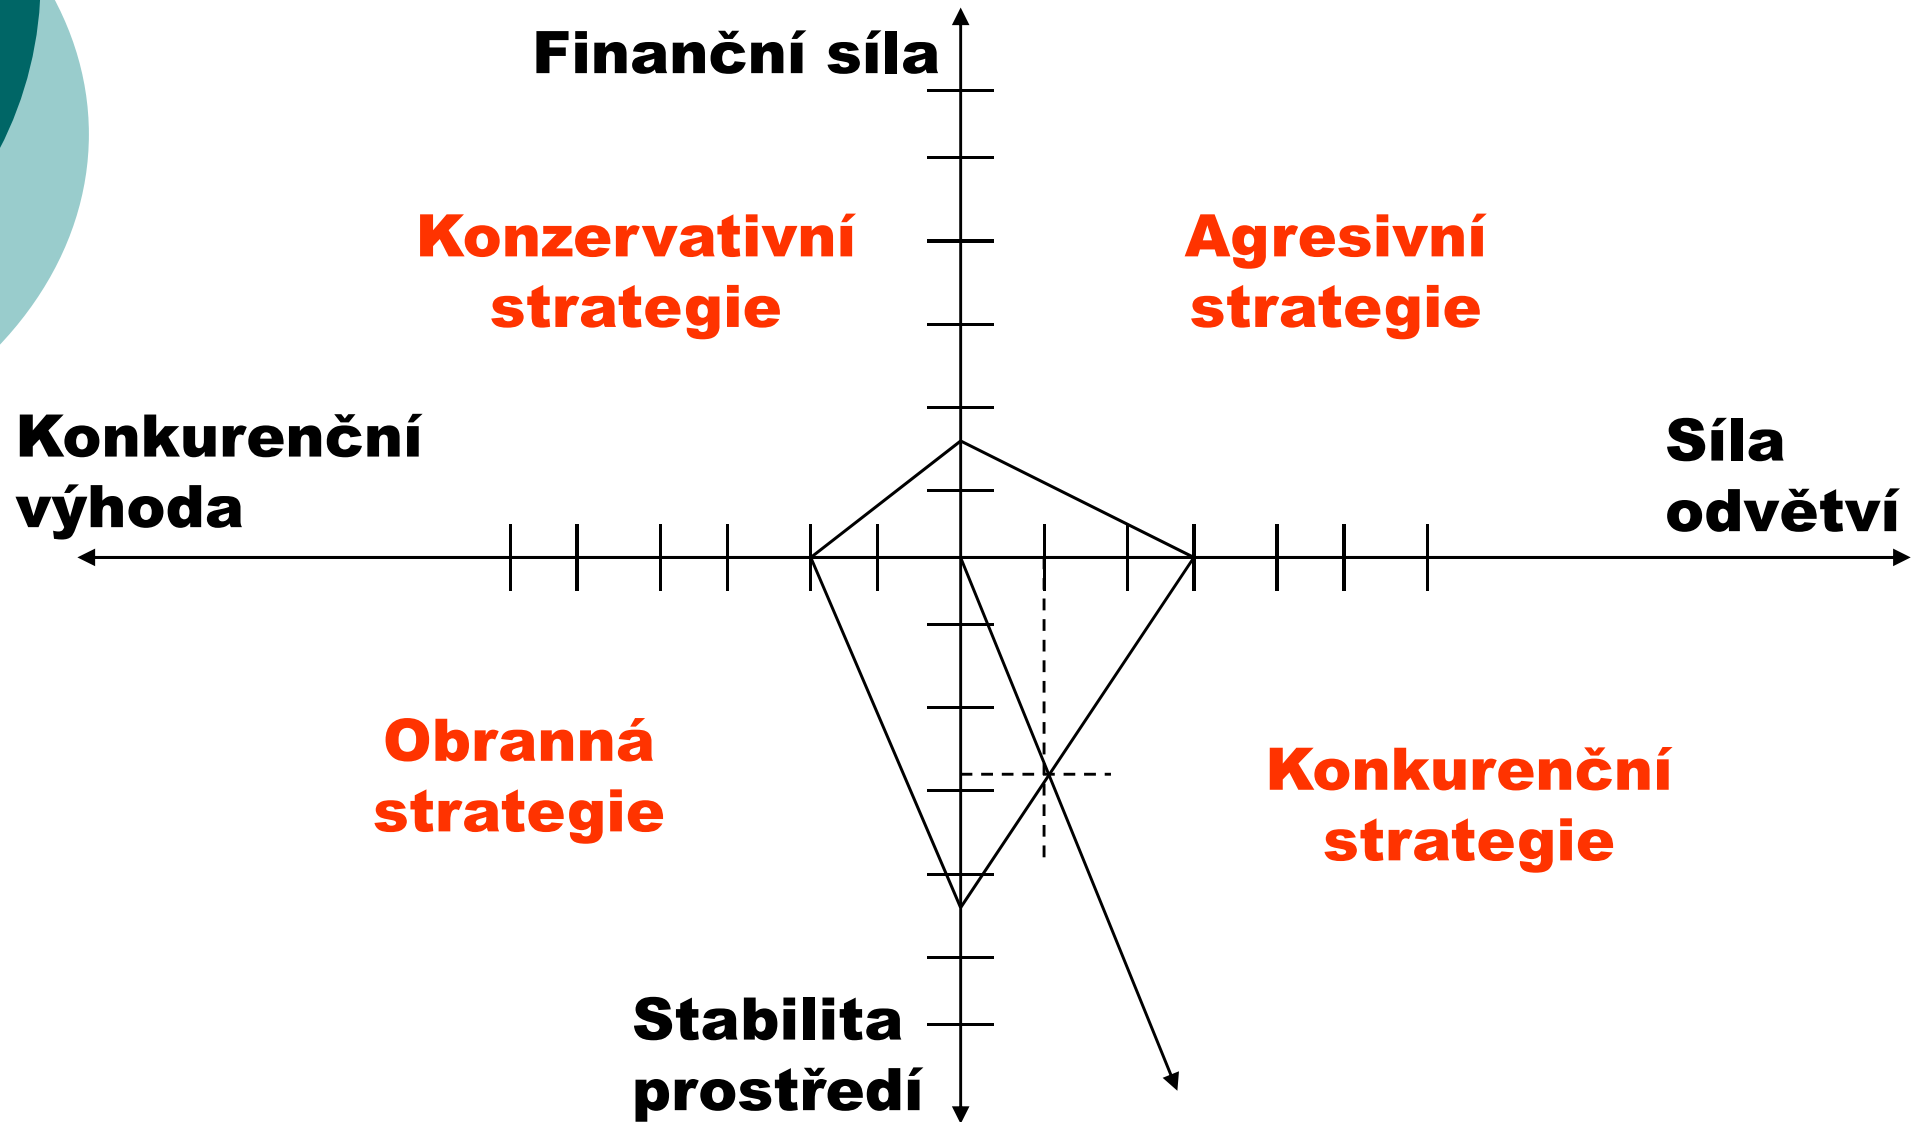 Finanční síla
Konzervativní
strategie
Agresivní
strategie
Konkurenční
výhoda
Síla
odvětví
Obranná
strategie
Konkurenční
strategie
Stabilita
prostředí